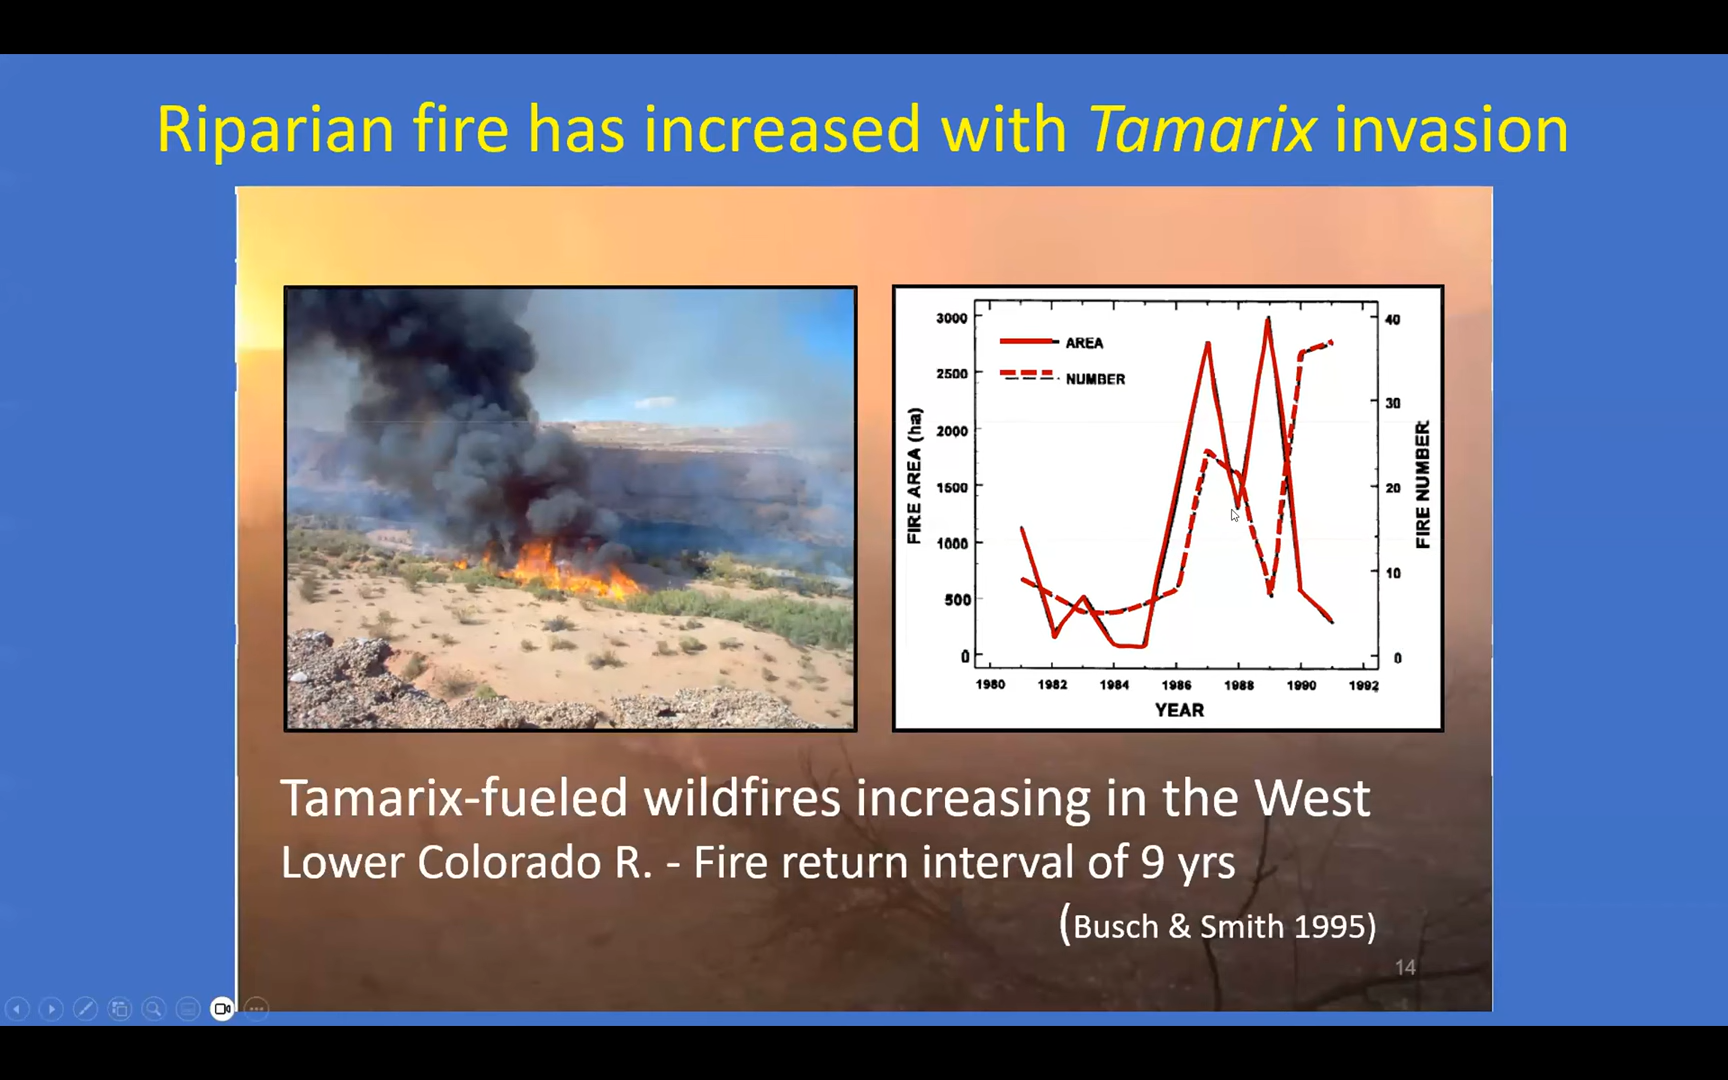 Riparian fire has increased with Tamarix invasion
3000
2500
2000
1500
1000
500
0
FIRE AREA (ha)
AREA
NUMBER
40
30
20
10
0
FIRE NUMBER
1980 1982 1984 1986 1988 1990 1992
YEAR
Tamarix-fueled wildfires increasing in the West
Lower Colorado R. - Fire return interval of 9 yrs
(Busch & Smith 1995)
14